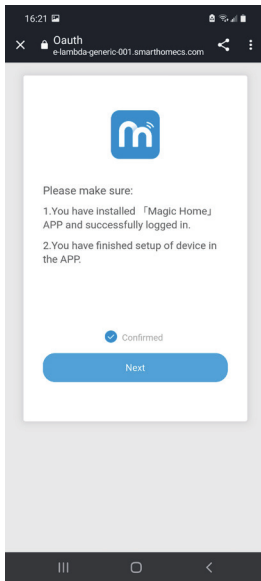 16:21
Oauth
e-lambda-generic-001.smarthomecs.com
m
Please make sure:
1.You have installed 「Magic Home」
APP and successfully logged in.
2.You have finished setup of device in
the APP.
Confirmed
Next